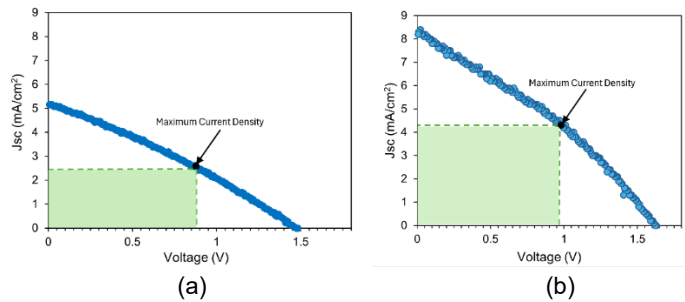 9
8
7
6
5
4
3
2
1
0
Jsc (mA/cm²)
Maximum Current Density
0 0.5 1 1.5
Voltage (V)
(a)
9
8
7
6
5
4
3
2
1
0
Jsc (mA/cm²)
Maximum Current Density
0 0.5 1 1.5
Voltage (V)
(b)